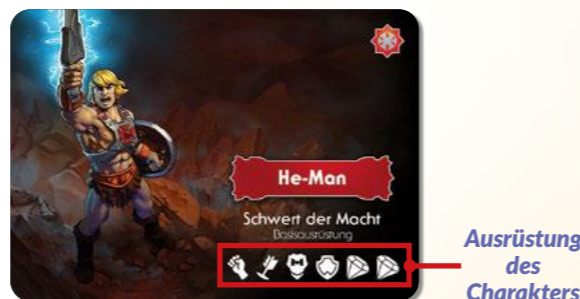 He-Man
Schwert der Macht
Basisausrüstung
Ausrüstung
des
Charakters